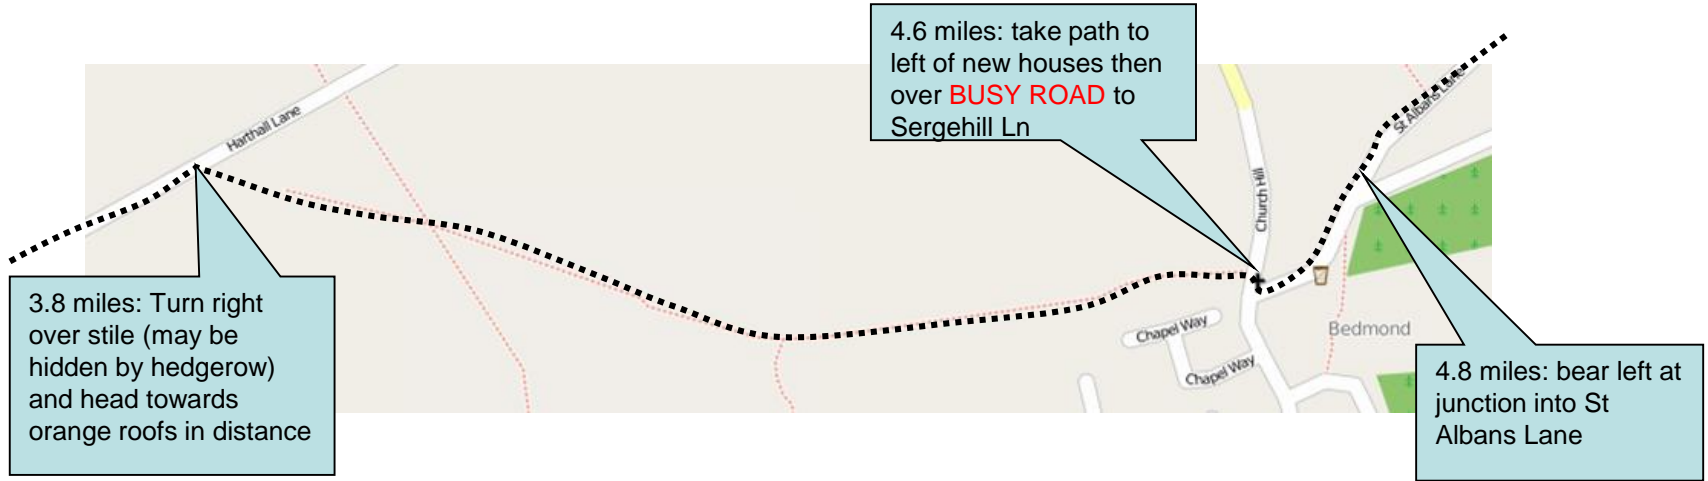 4.6 miles: take path to
left of new houses then
over BUSY ROAD to
Sergehill Ln
Harthall Lane
St Albans Lane
Church Hill
3.8 miles: Turn right
over stile (may be
hidden by hedgerow)
and head towards
orange roofs in distance
Chapel Way
Chapel Way
Bedmond
4.8 miles: bear left at
junction into St
Albans Lane